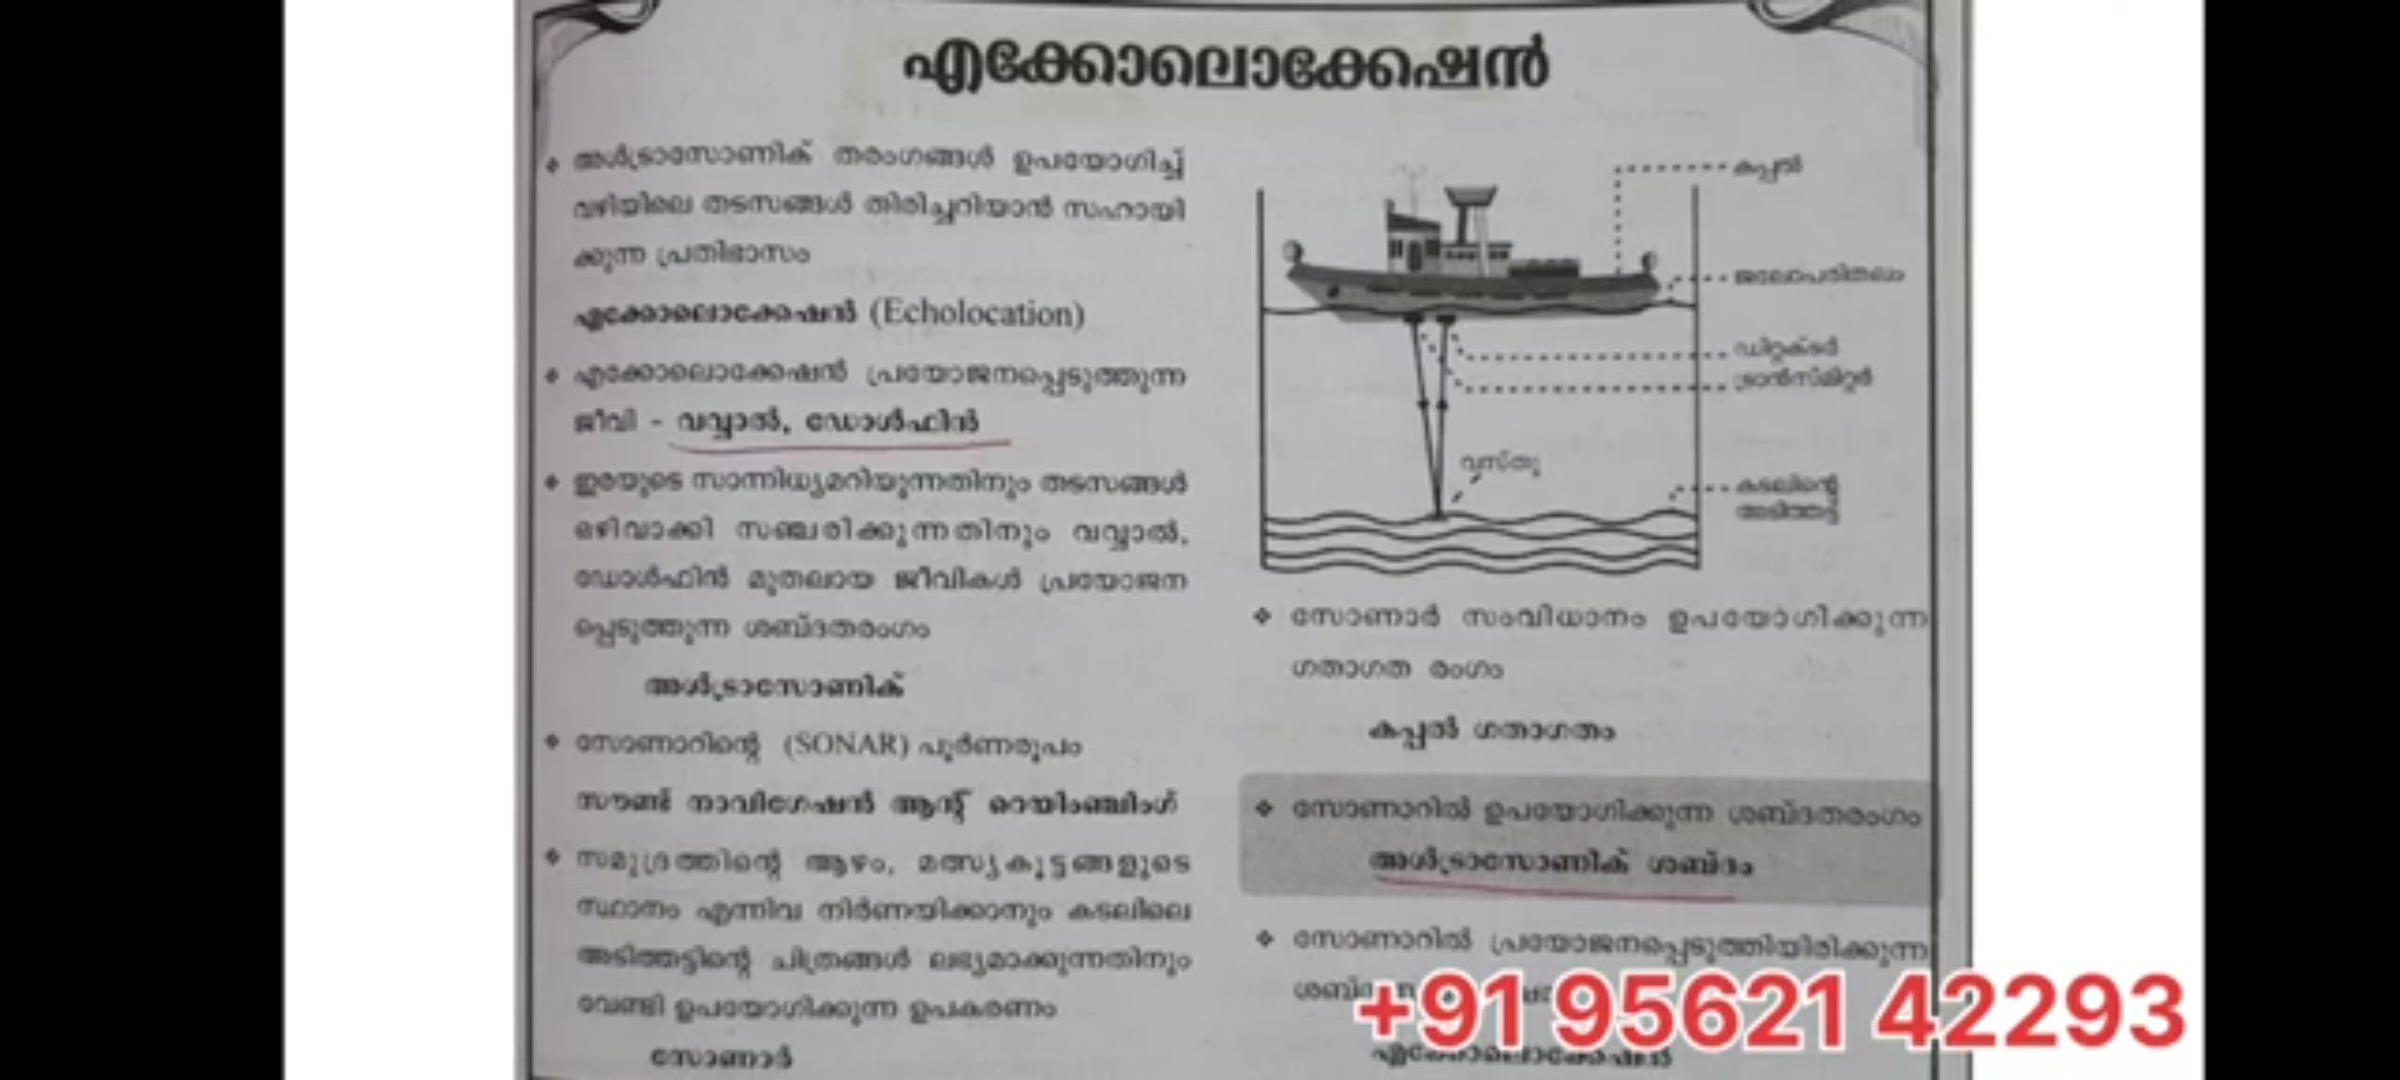 എക്കോലൊക്കേഷൻ
❖ അൾട്രാസോണിക് തരംഗങ്ങൾ ഉപയോഗിച്ച്
വഴിയിലെ തടസങ്ങൾ തിരിച്ചറിയാൻ സഹായി
ക്കുന്ന പ്രതിഭാസം
എക്കോലൊക്കേഷൻ (Echolocation)
❖ എക്കോലൊക്കേഷൻ പ്രയോജനപ്പെടുത്തുന്ന
ജീവി - വവ്വാൽ, ഡോൾഫിൻ
❖ ഇരയുടെ സാന്നിധ്യമറിയുന്നതിനും തടസങ്ങൾ
ഒഴിവാക്കി സഞ്ചരിക്കുന്നതിനും വവ്വാൽ,
ഡോൾഫിൻ മുതലായ ജീവികൾ പ്രയോജന
പ്പെടുത്തുന്ന ശബ്ദതരംഗം
അൾട്രാസോണിക്
❖ സോണാറിന്റെ (SONAR) പൂർണരൂപം
സൗണ്ട് നാവിഗേഷൻ ആന്റ് റെയിഞ്ചിംഗ്
❖ സമുദ്രത്തിന്റെ ആഴം, മത്സ്യകൂട്ടങ്ങളുടെ
സ്ഥാനം എന്നിവ നിർണയിക്കാനും കടലിലെ
അടിത്തട്ടിന്റെ ചിത്രങ്ങൾ ലഭ്യമാക്കുന്നതിനും
വേണ്ടി ഉപയോഗിക്കുന്ന ഉപകരണം
സോണാർ
കപ്പൽ
ജലോപരിതലം
ഡിറ്റക്ടർ
ട്രാൻസ്മിറ്റർ
വസ്തു
കടലിന്റെ
അടിത്തട്ട്
❖ സോണാർ സംവിധാനം ഉപയോഗിക്കുന്ന
ഗതാഗത രംഗം
കപ്പൽ ഗതാഗതം
❖ സോണാറിൽ ഉപയോഗിക്കുന്ന ശബ്ദതരംഗം
അൾട്രാസോണിക് ശബ്ദം
❖ സോണാറിൽ പ്രയോജനപ്പെടുത്തിയിരിക്കുന്ന
+91 95621 42293
എക്കോലൊക്കേഷൻ